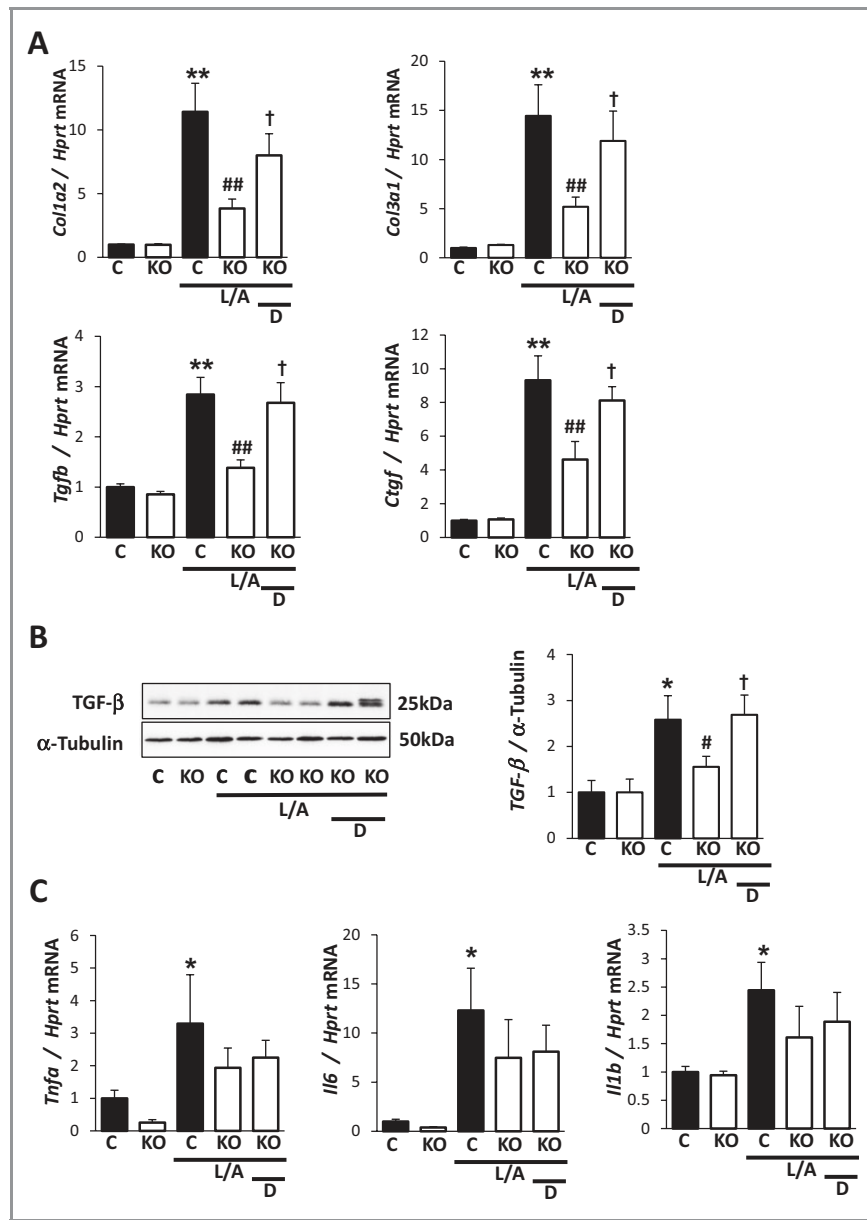 A
Col1a2 / Hprt mRNA
15
10
5
0
**
##
†
C KO C KO KO
L/A
D
Col3a1 / Hprt mRNA
20
15
10
5
0
**
##
†
C KO C KO KO
L/A
D
Tgfb / Hprt mRNA
4
3
2
1
0
**
##
†
C KO C KO KO
L/A
D
Ctgf / Hprt mRNA
12
10
8
6
4
2
0
**
##
†
C KO C KO KO
L/A
D
B
TGF-β 25kDa
α-Tubulin 50kDa
C KO C C KO KO KO KO
L/A
D
TGF-β / α-Tubulin
4
3
2
1
0
*
#
†
C KO C KO KO
L/A
D
C
Tnfa / Hprt mRNA
6
5
4
3
2
1
0
*
C KO C KO KO
L/A
D
Il6 / Hprt mRNA
20
15
10
5
0
*
C KO C KO KO
L/A
D
Il1b / Hprt mRNA
3.5
3
2.5
2
1.5
1
0.5
0
*
C KO C KO KO
L/A
D